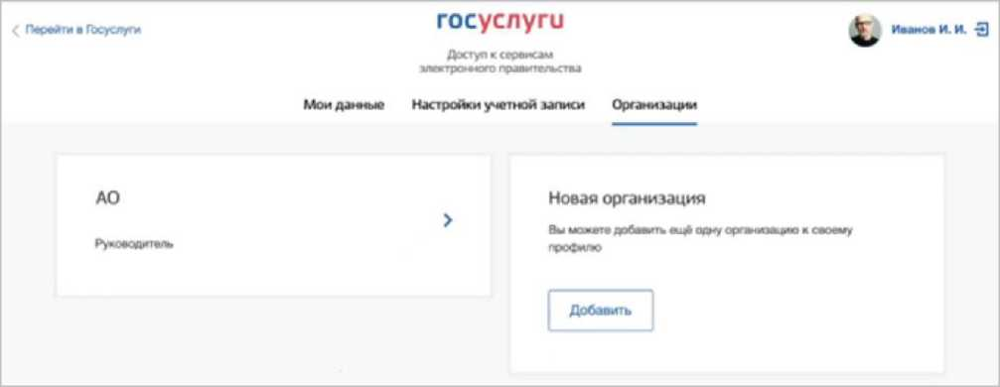 Перейти в Госуслуги
госуслуги
Иванов И. И.
Доступ к сервисам
электронного правительства
Мои данные Настройки учетной записи Организации
АО
Руководитель
Новая организация
Вы можете добавить ещё одну организацию к своему
профилю
Добавить